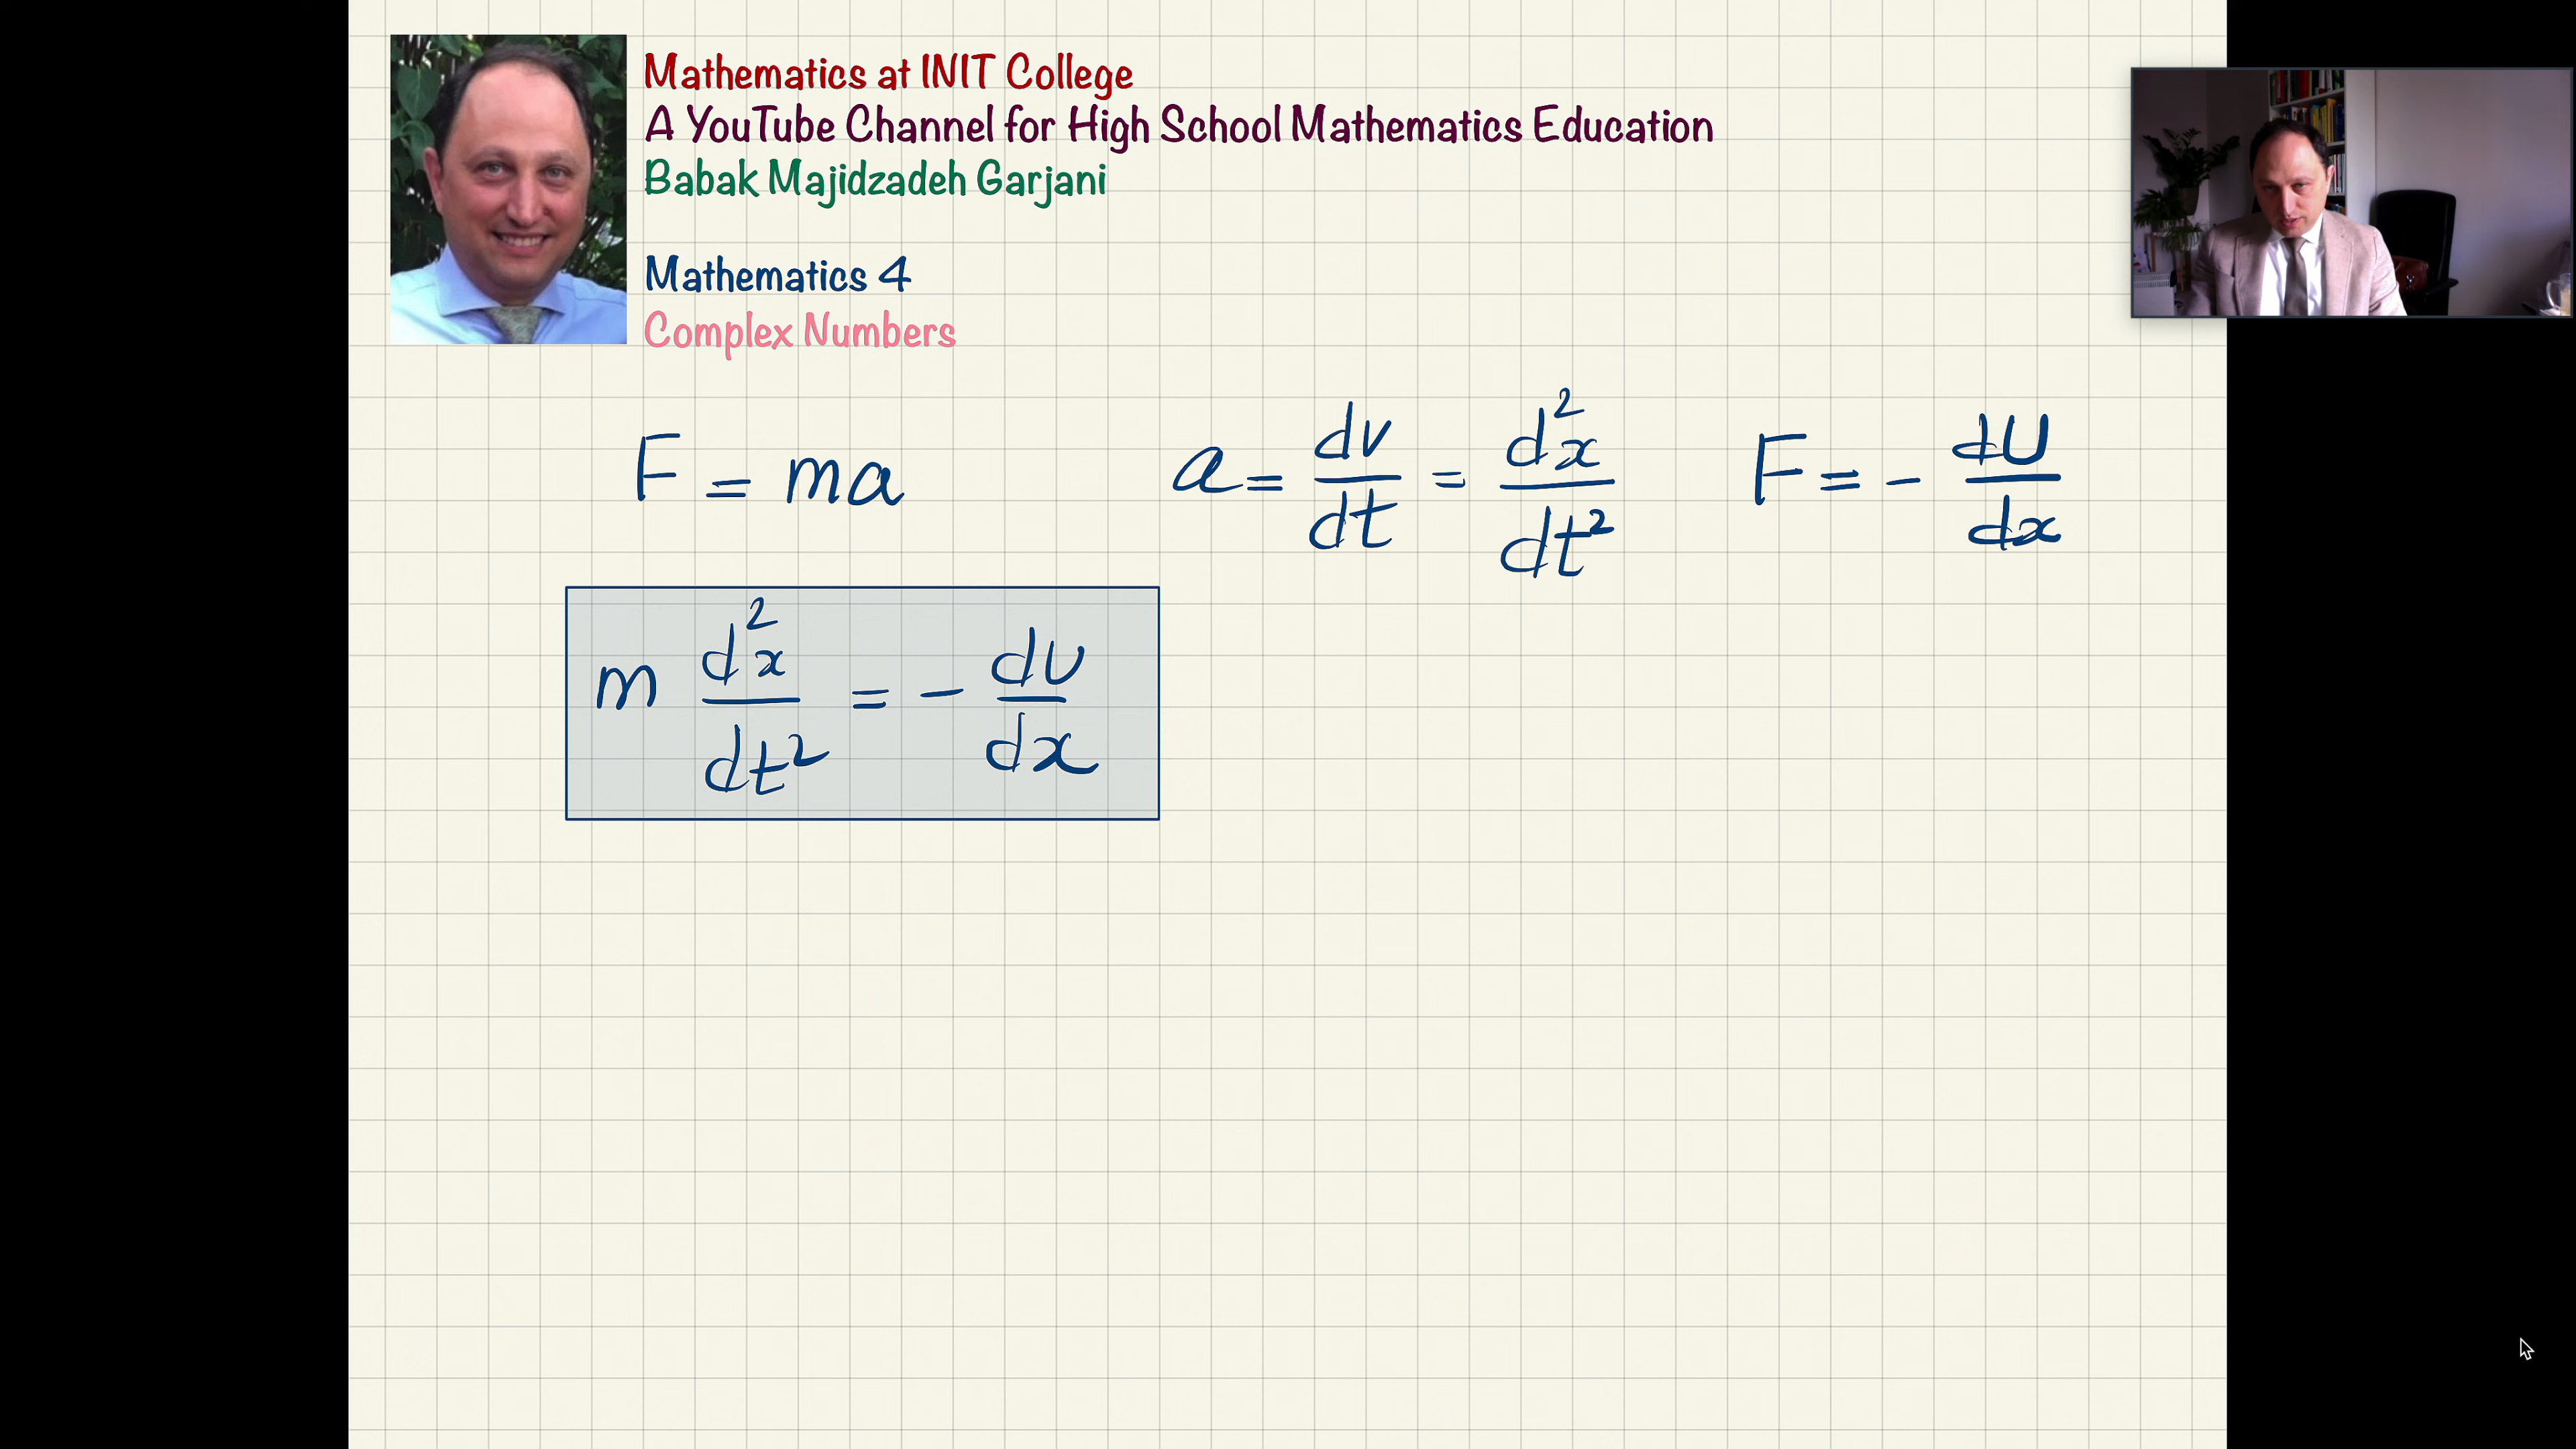 Mathematics at INIT College
A YouTube Channel for High School Mathematics Education
Babak Majidzadeh Garjani
Mathematics 4
Complex Numbers
F = ma
a = dv/dt = d²x/dt²
F = - dU/dx
m d²x/dt² = - dU/dx